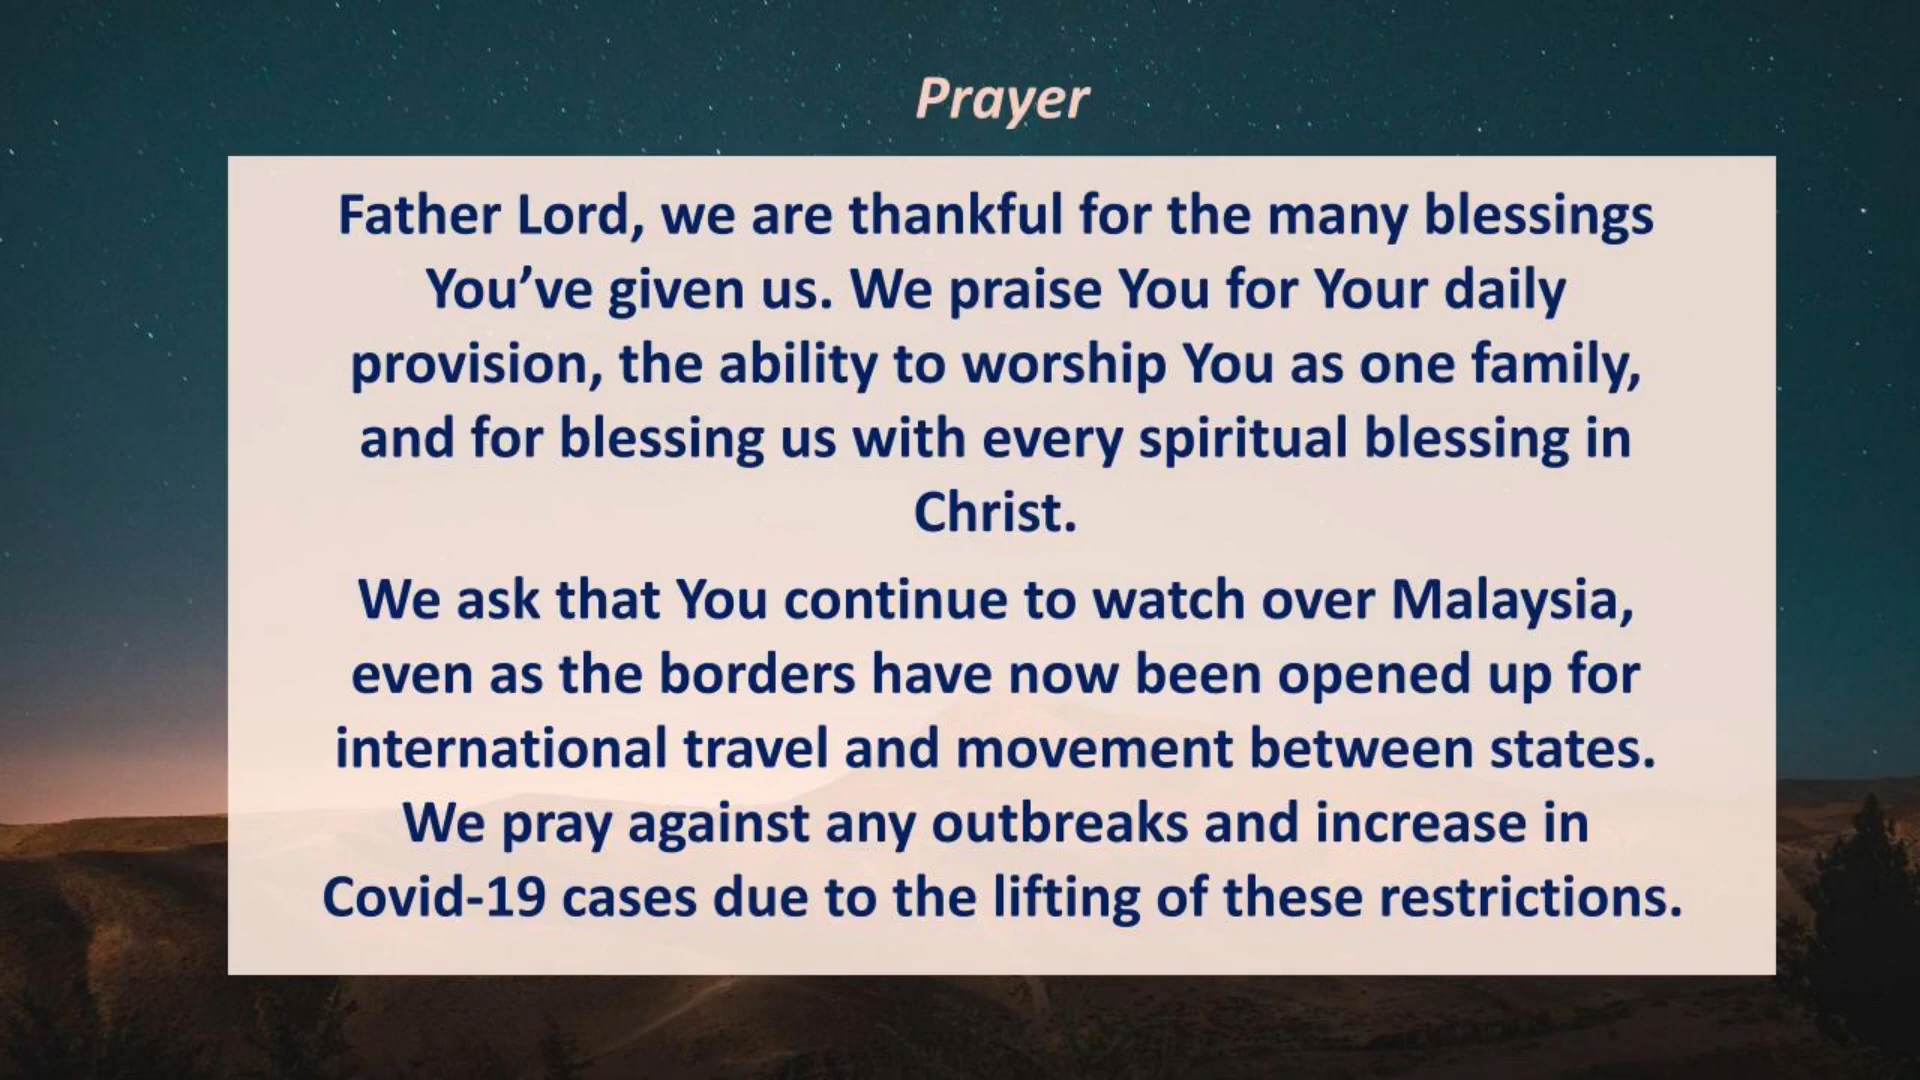 Prayer
Father Lord, we are thankful for the many blessings
You’ve given us. We praise You for Your daily
provision, the ability to worship You as one family,
and for blessing us with every spiritual blessing in
Christ.
We ask that You continue to watch over Malaysia,
even as the borders have now been opened up for
international travel and movement between states.
We pray against any outbreaks and increase in
Covid-19 cases due to the lifting of these restrictions.